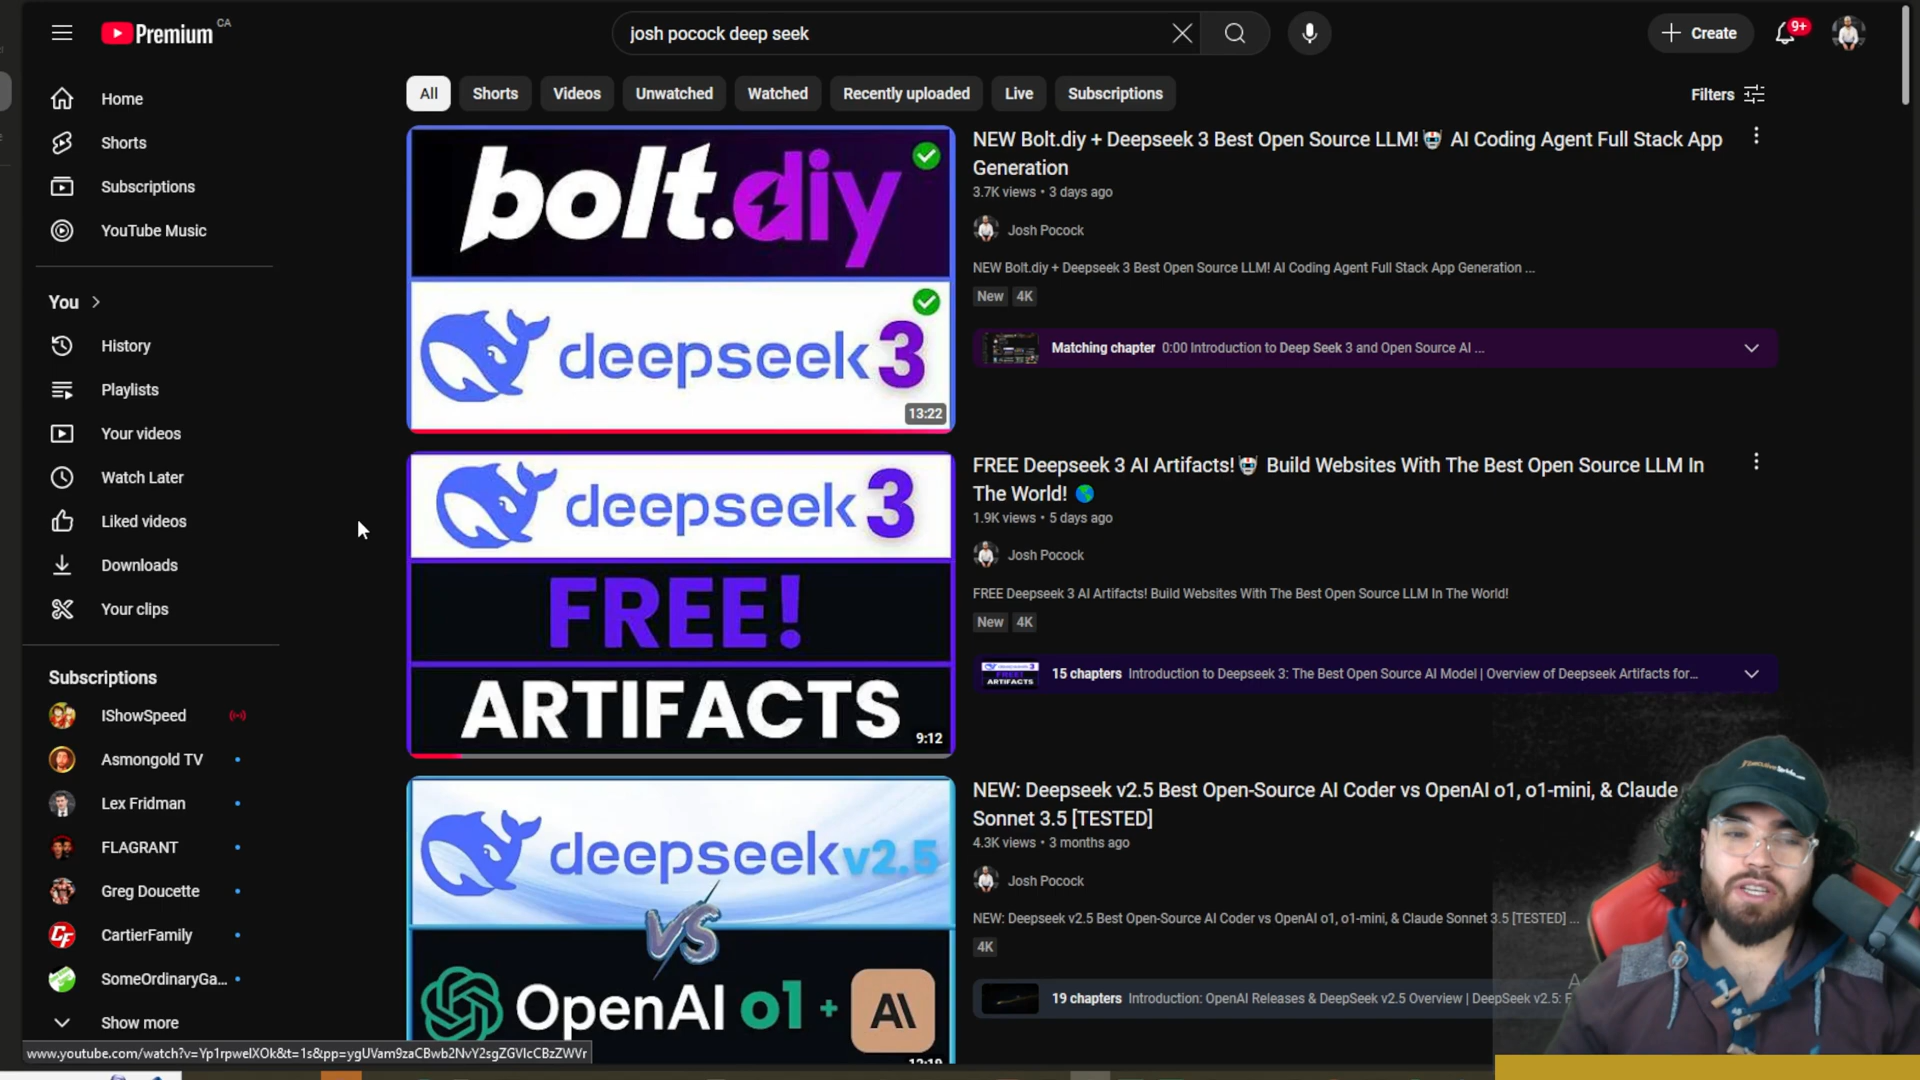 Premium CA
josh pocock deep seek
Create
9+
Home
Shorts
Subscriptions
YouTube Music
You
History
Playlists
Your videos
Watch Later
Liked videos
Downloads
Your clips
Subscriptions
IShowSpeed
Asmongold TV
Lex Fridman
FLAGRANT
Greg Doucette
CartierFamily
SomeOrdinaryGa...
Show more
www.youtube.com/watch?v=Yp1rpwelXOk&t=1s&pp=ygUVam9zaCBwb2NvY2sgZGVlcCBzZWVr
All
Shorts
Videos
Unwatched
Watched
Recently uploaded
Live
Subscriptions
Filters
bolt.diy
deepseek 3
13:22
NEW Bolt.diy + Deepseek 3 Best Open Source LLM! AI Coding Agent Full Stack App
Generation
3.7K views • 3 days ago
Josh Pocock
NEW Bolt.diy + Deepseek 3 Best Open Source LLM! AI Coding Agent Full Stack App Generation ...
New 4K
Matching chapter 0:00 Introduction to Deep Seek 3 and Open Source AI ...
deepseek 3
FREE!
ARTIFACTS
9:12
FREE Deepseek 3 AI Artifacts! Build Websites With The Best Open Source LLM In
The World!
1.9K views • 5 days ago
Josh Pocock
FREE Deepseek 3 AI Artifacts! Build Websites With The Best Open Source LLM In The World!
New 4K
deepseek 3
FREE!
ARTIFACTS
15 chapters Introduction to Deepseek 3: The Best Open Source AI Model | Overview of Deepseek Artifacts for...
deepseek v2.5
VS
OpenAI o1 + A\
NEW: Deepseek v2.5 Best Open-Source AI Coder vs OpenAI o1, o1-mini, & Claude
Sonnet 3.5 [TESTED]
4.3K views • 3 months ago
Josh Pocock
NEW: Deepseek v2.5 Best Open-Source AI Coder vs OpenAI o1, o1-mini, & Claude Sonnet 3.5 [TESTED] ...
4K
19 chapters Introduction: OpenAI Releases & DeepSeek v2.5 Overview | DeepSeek v2.5: F